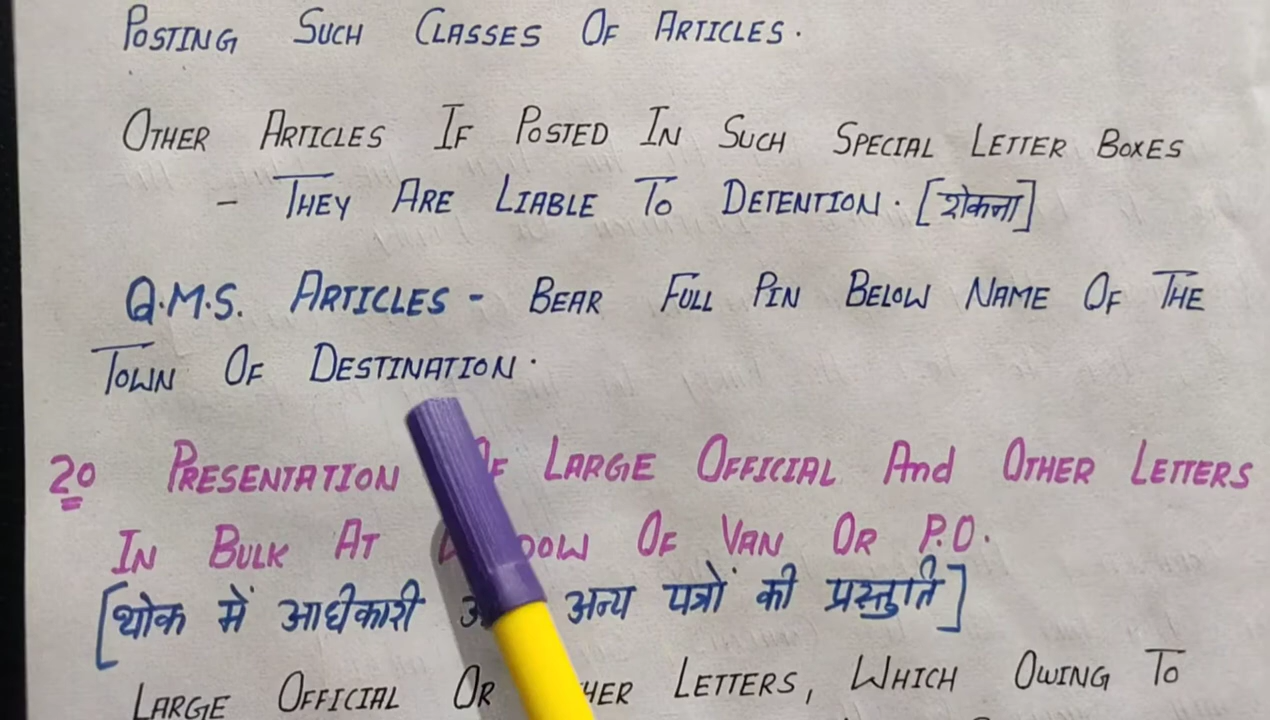 POSTING SUCH CLASSES OF ARTICLES.
OTHER ARTICLES IF POSTED IN SUCH SPECIAL LETTER BOXES
- THEY ARE LIABLE TO DETENTION. [रोकना]
Q.M.S. ARTICLES - BEAR FULL PIN BELOW NAME OF THE
TOWN OF DESTINATION.
20 PRESENTATION LARGE OFFICIAL And OTHER LETTERS
IN BULK AT OF VAN OR P.O.
[थोक में आधीकारी अन्य पत्रों की प्रस्तुति]
LARGE OFFICIAL OR LETTERS, WHICH OWING TO